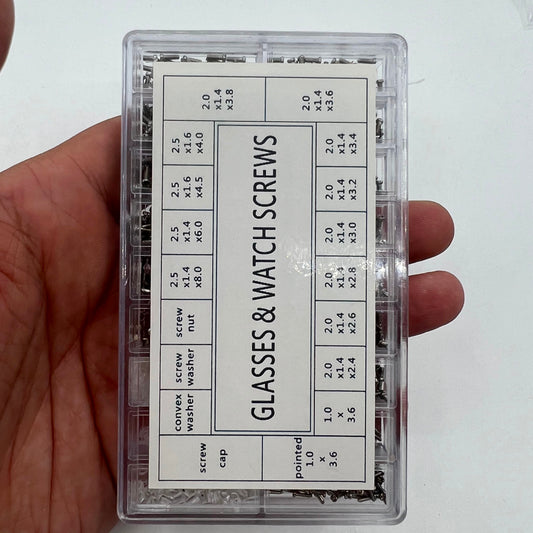 GLASSES & WATCH SCREWS
screw
cap
convex
washer
screw
washer
screw
nut
2.5
x1.4
x8.0
2.5
x1.4
x6.0
2.5
x1.6
x4.5
2.5
x1.6
x4.0
2.0
x1.4
x3.8
2.0
x1.4
x3.6
pointed
1.0
x
3.6
1.0
x
3.6
2.0
x1.4
x2.4
2.0
x1.4
x2.6
2.0
x1.4
x2.8
2.0
x1.4
x3.0
2.0
x1.4
x3.2
2.0
x1.4
x3.4